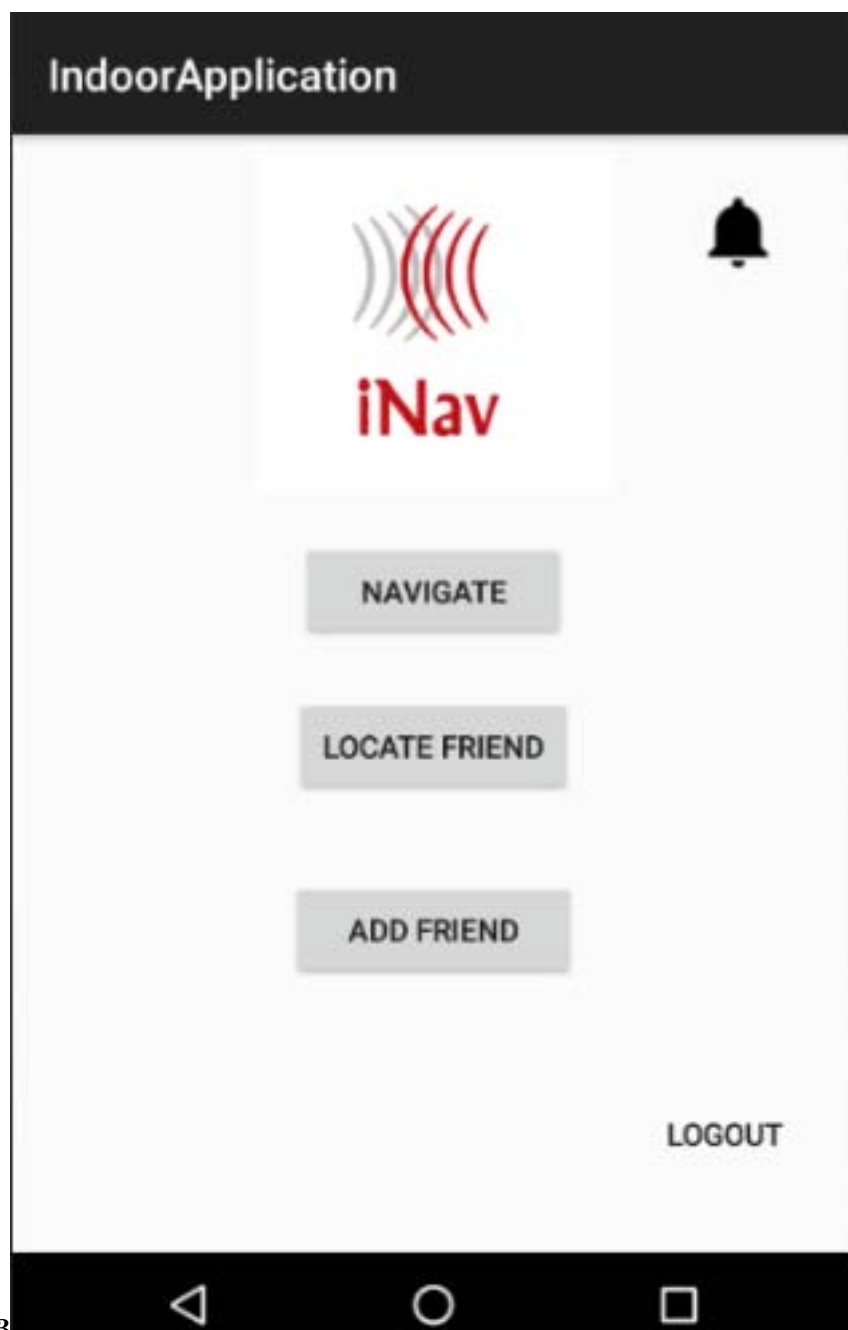 IndoorApplication
iNav
NAVIGATE
LOCATE FRIEND
ADD FRIEND
LOGOUT